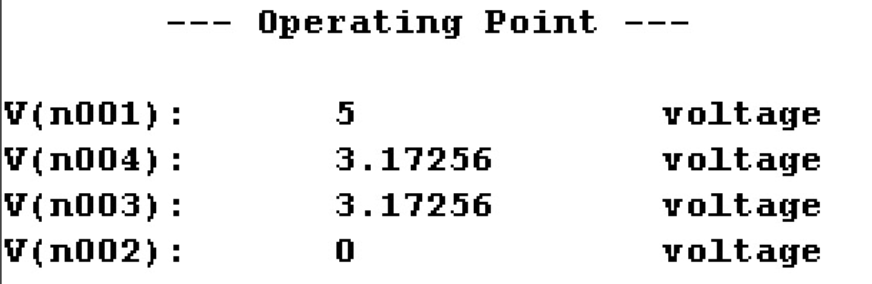 --- Operating Point ---
V(n001): 5 voltage
V(n004): 3.17256 voltage
V(n003): 3.17256 voltage
V(n002): 0 voltage